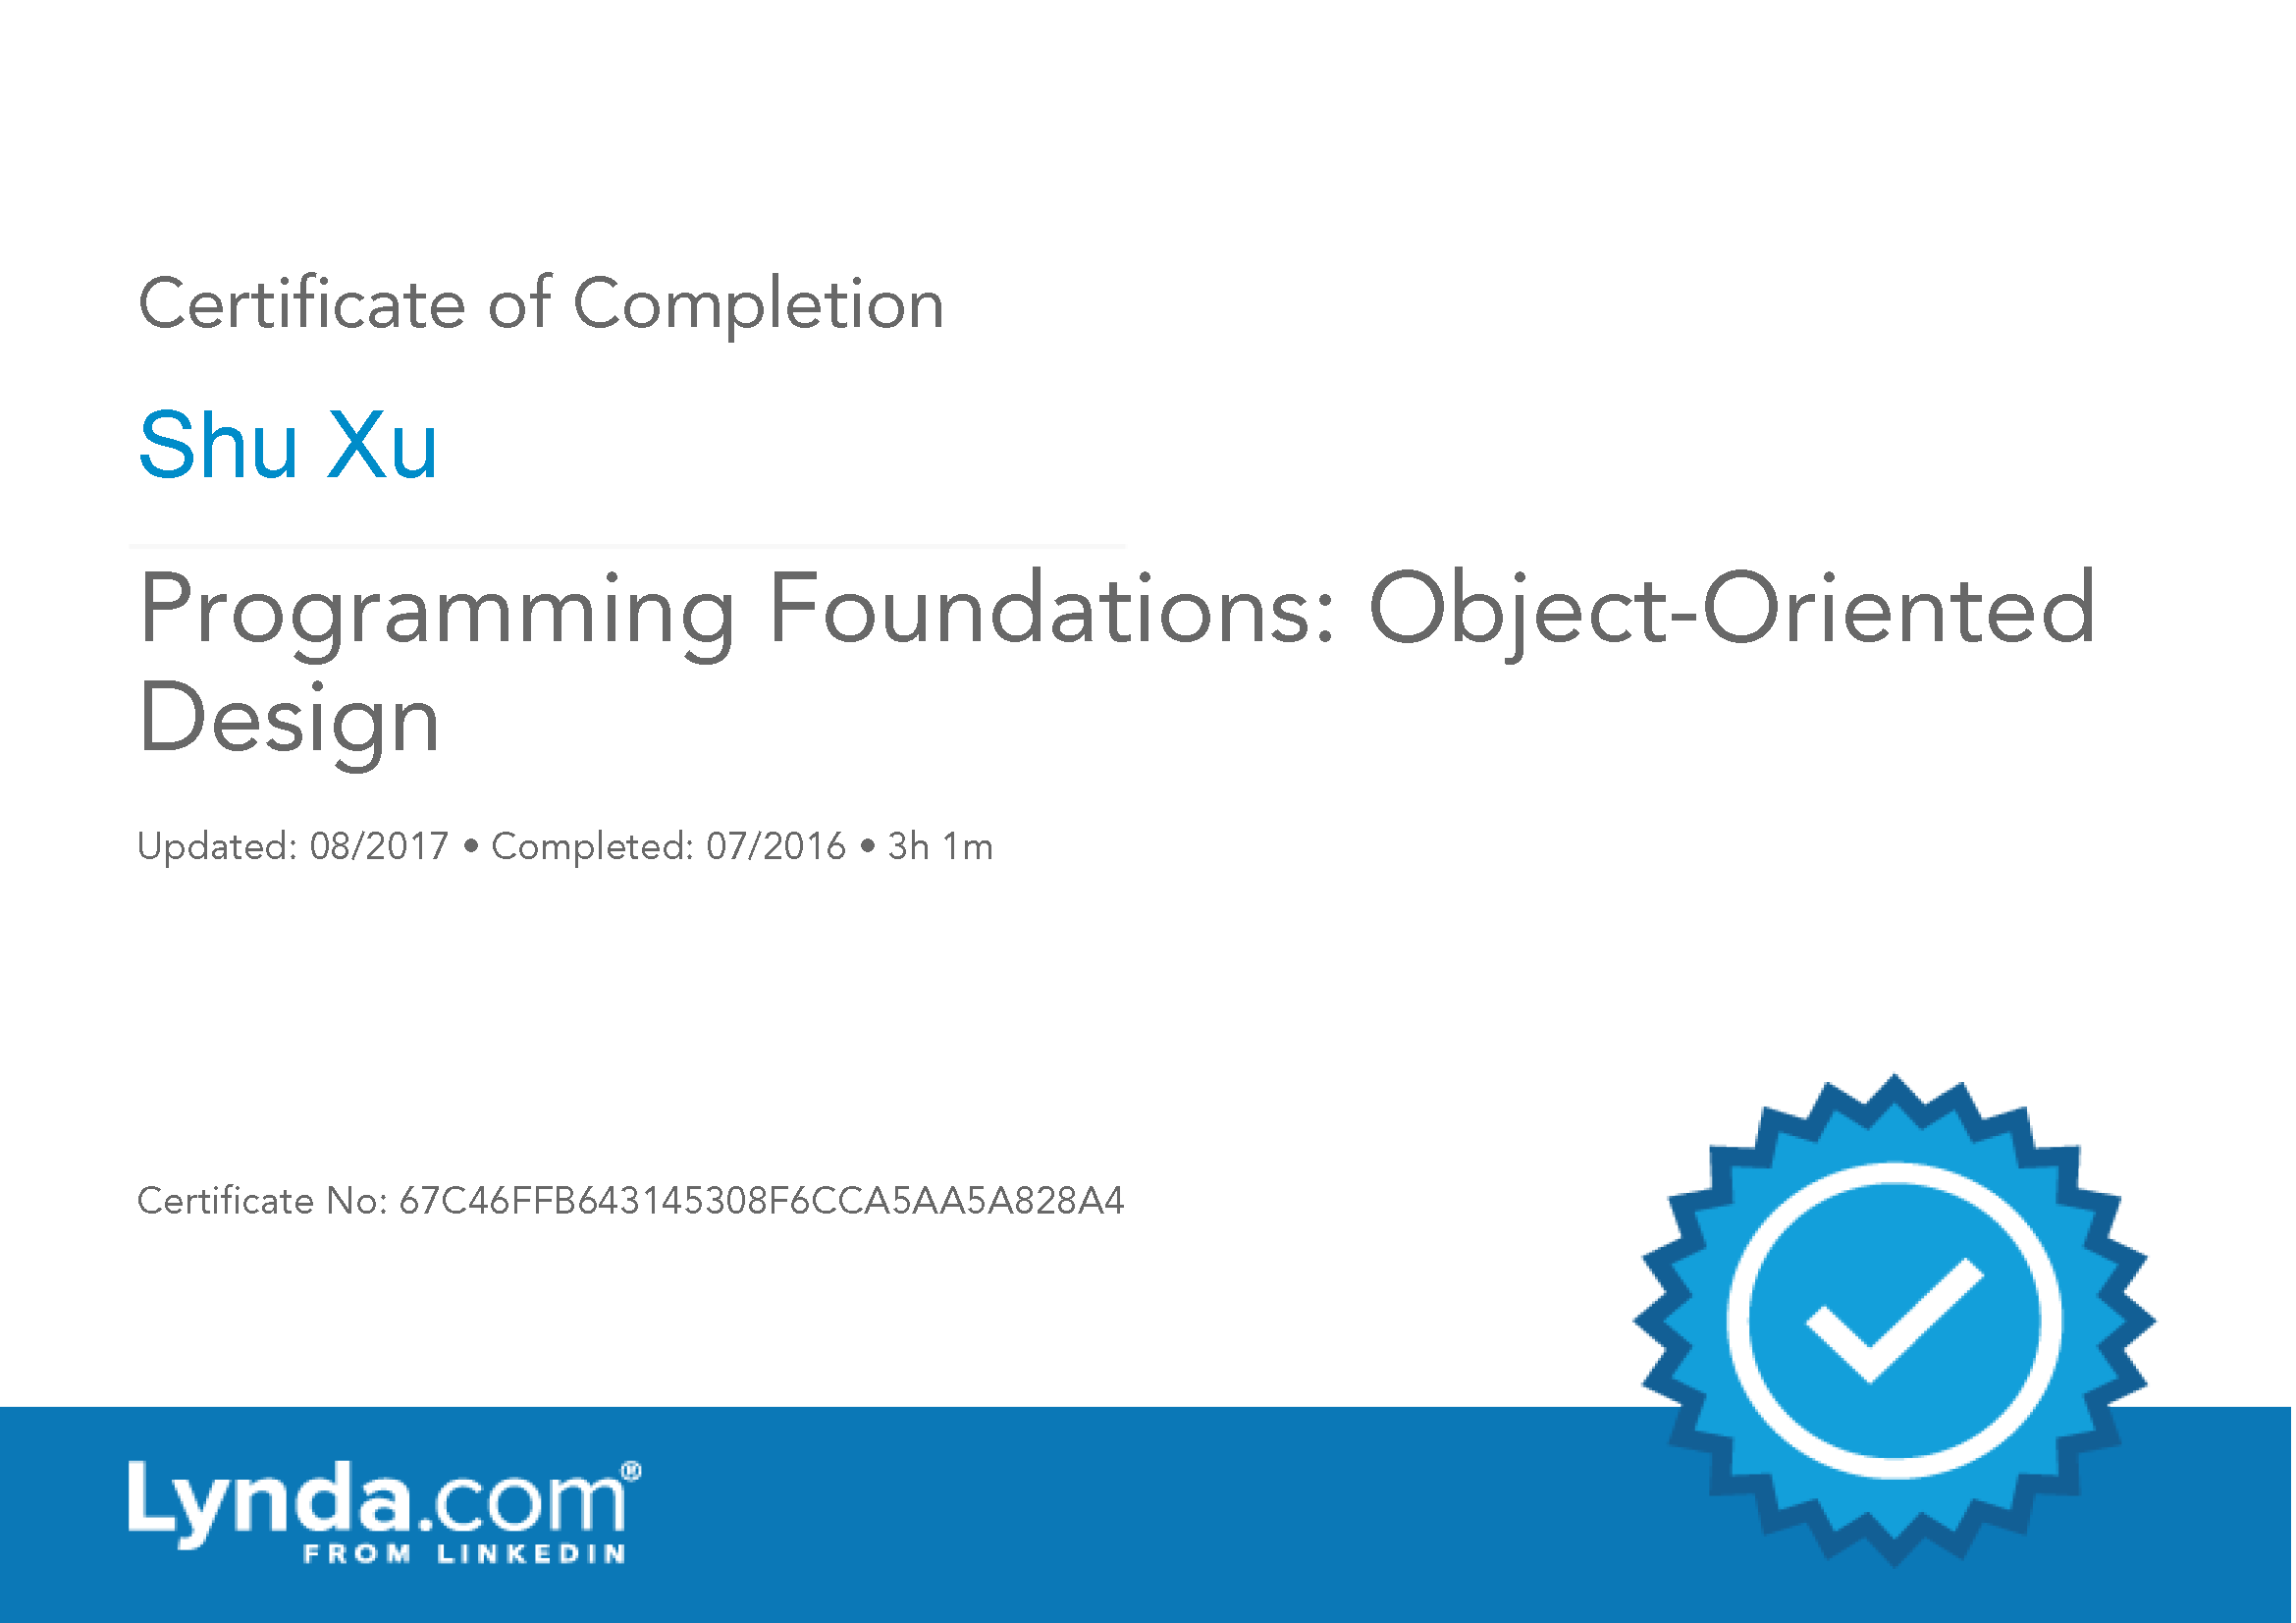 Certificate of Completion
Shu Xu
Programming Foundations: Object-Oriented
Design
Updated: 08/2017 • Completed: 07/2016 • 3h 1m
Certificate No: 67C46FFB643145308F6CCA5AA5A828A4
Lynda.com®
FROM LINKEDIN